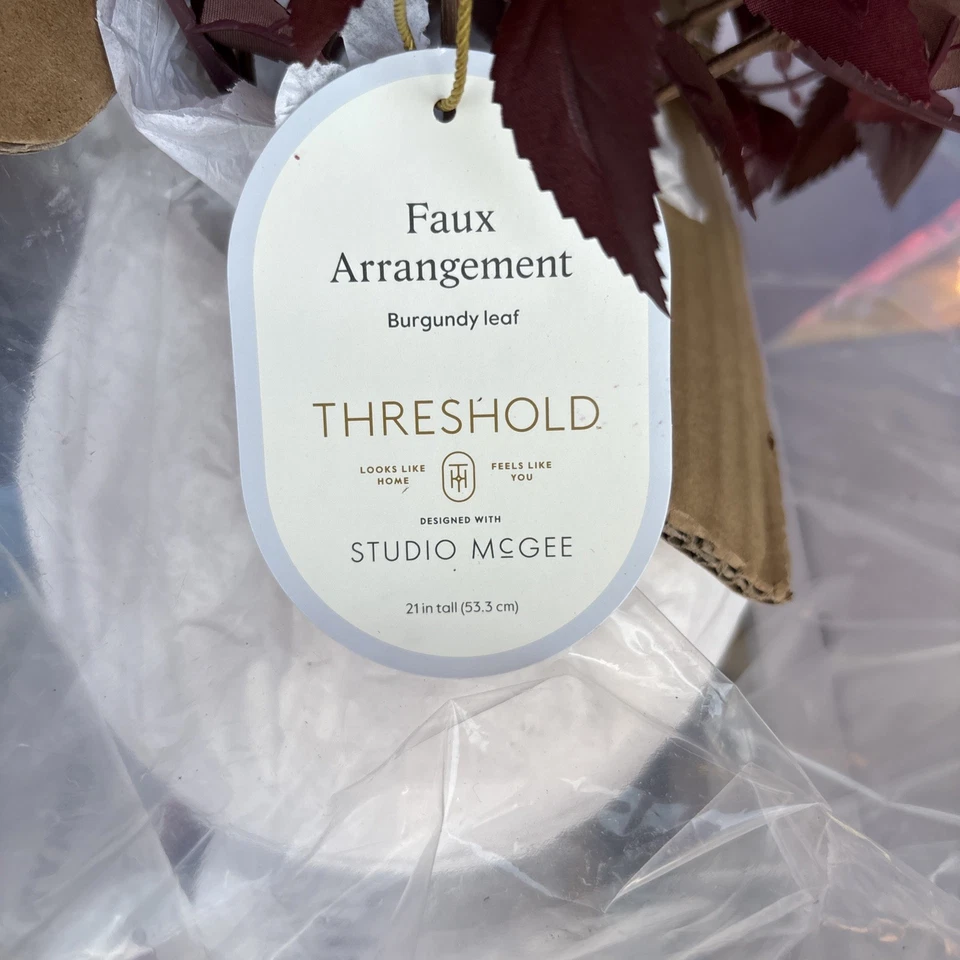 Faux
Arrangement
Burgundy leaf
THRESHOLD™
LOOKS LIKE FEELS LIKE
HOME YOU
DESIGNED WITH
STUDIO McGEE
21 in tall (53.3 cm)